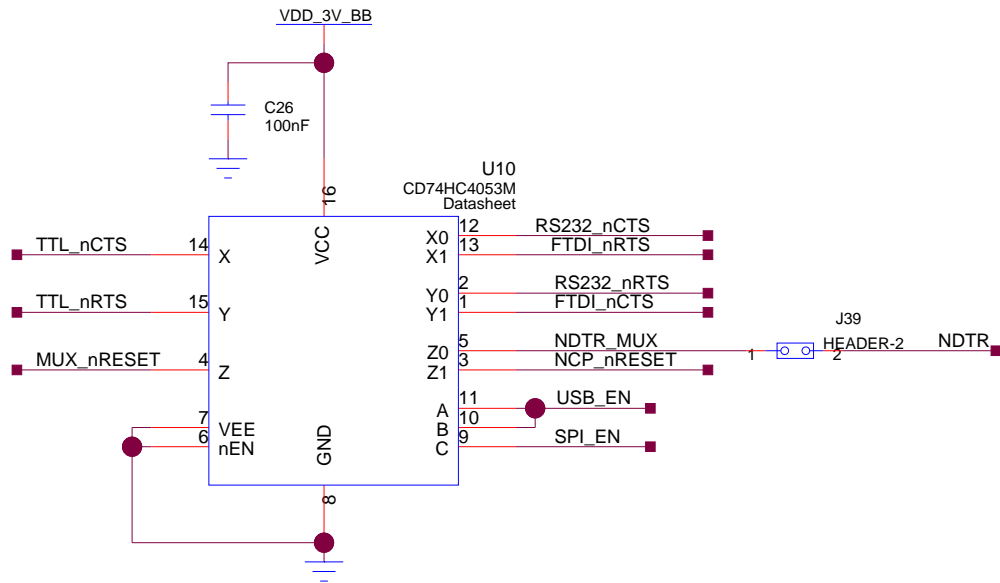 VDD_3V_BB
C26
100nF
U10
CD74HC4053M
Datasheet
16
VCC
TTL_nCTS
14
X
X0
12
RS232_nCTS
X1
13
FTDI_nRTS
TTL_nRTS
15
Y
Y0
2
RS232_nRTS
Y1
1
FTDI_nCTS
MUX_nRESET
4
Z
Z0
5
NDTR_MUX
1
J39
HEADER-2
2
NDTR
Z1
3
NCP_nRESET
A
11
USB_EN
7
VEE
B
10
6
nEN
C
9
SPI_EN
GND
8